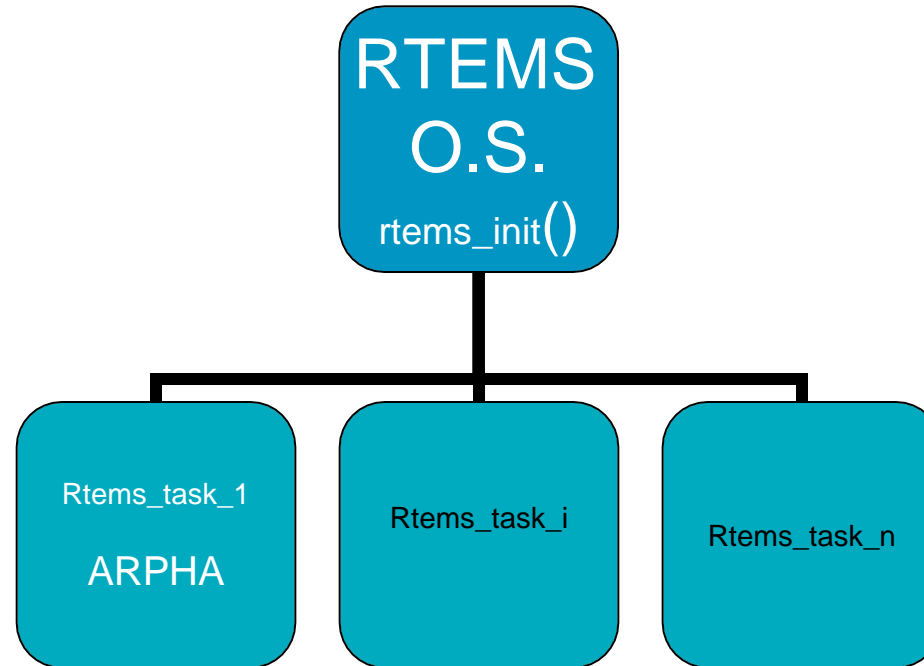 RTEMS
O.S.
rtems_init()
Rtems_task_1
ARPHA
Rtems_task_i
Rtems_task_n